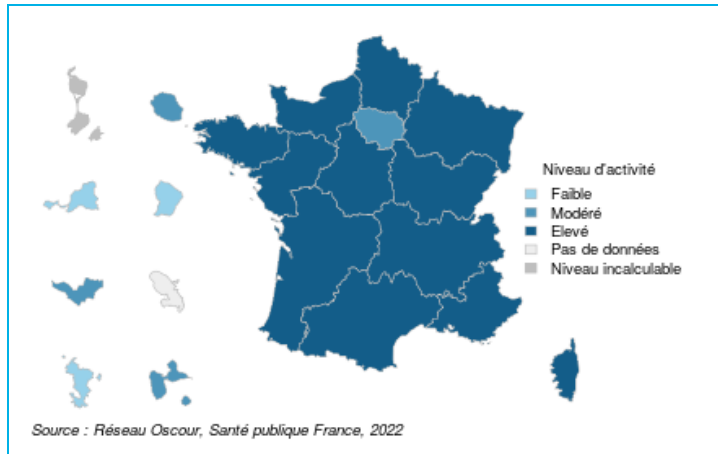 Niveau d'activité
Faible
Modéré
Elevé
Pas de données
Niveau incalculable
Source : Réseau Oscour, Santé publique France, 2022